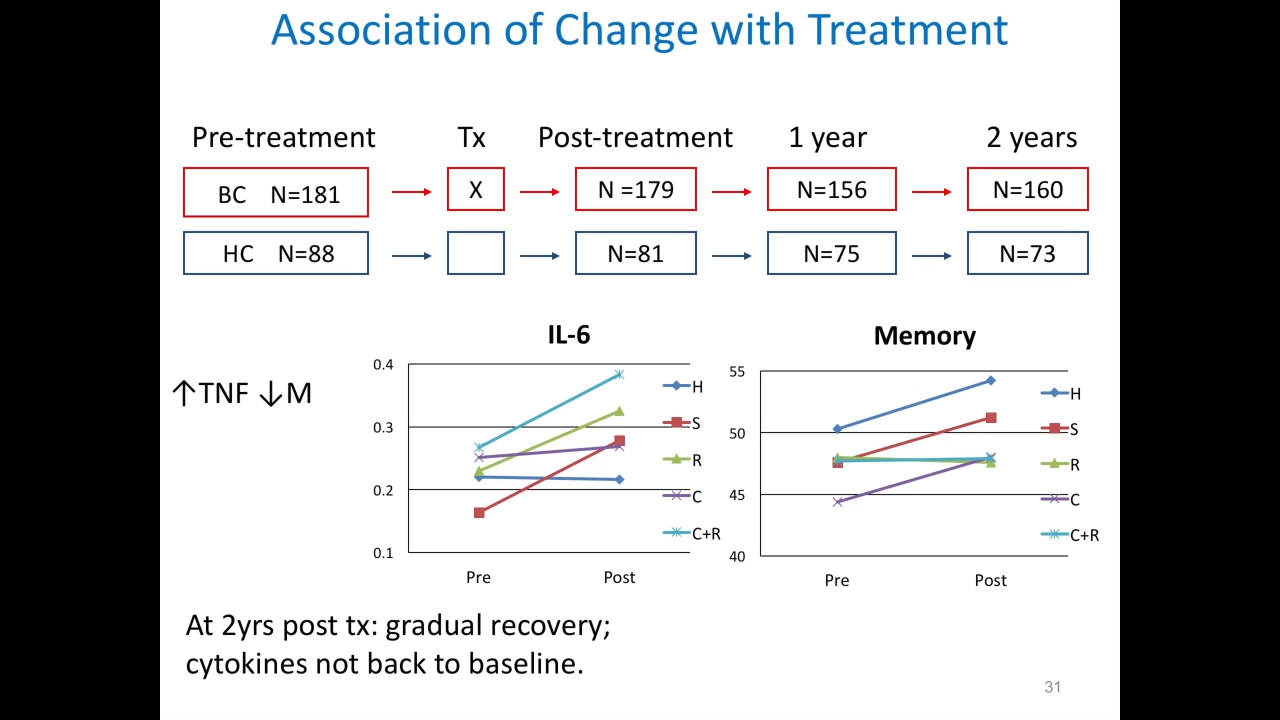 Association of Change with Treatment
Pre-treatment Tx Post-treatment 1 year 2 years
BC N=181 X N =179 N=156 N=160
HC N=88 N=81 N=75 N=73
↑TNF ↓M
IL-6
0.4
0.3
0.2
0.1
Pre Post
H
S
R
C
C+R
Memory
55
50
45
40
Pre Post
H
S
R
C
C+R
At 2yrs post tx: gradual recovery;
cytokines not back to baseline.
31